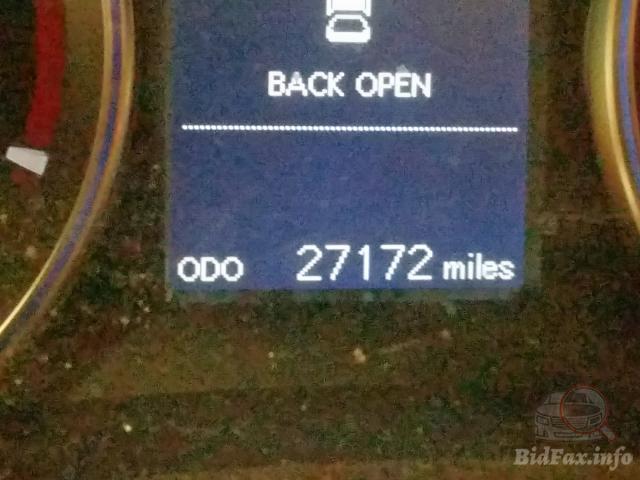 BACK OPEN
ODO 27172 miles
BidFax.info